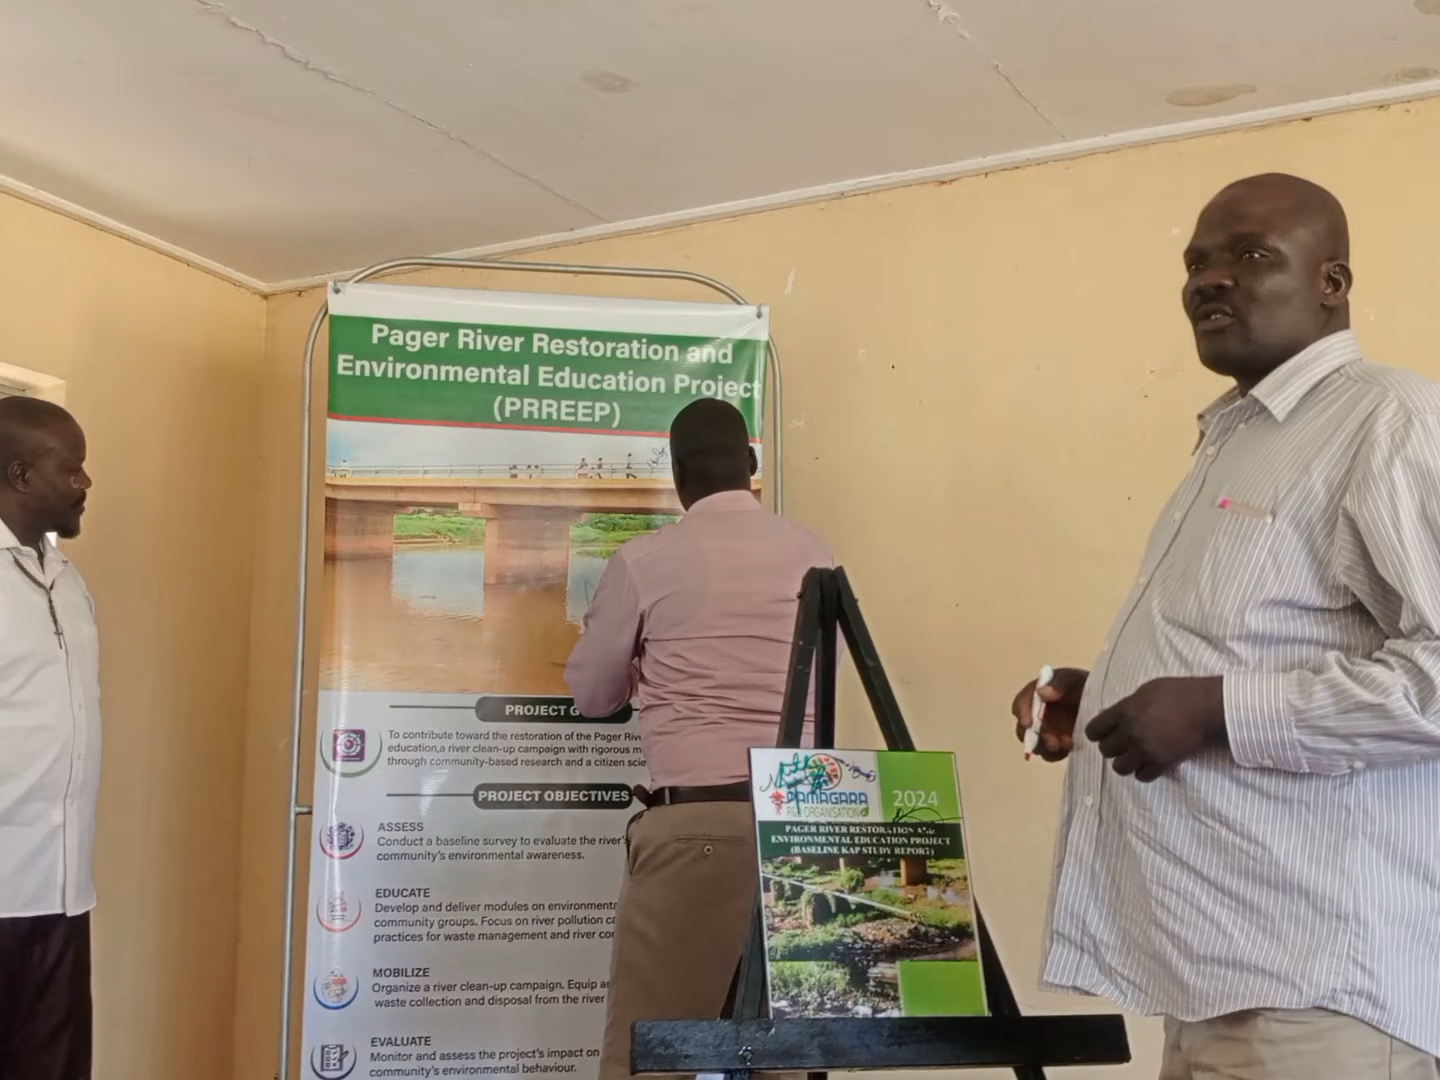 Pager River Restoration and
Environmental Education Project
(PRREEP)
PROJECT
To contribute toward the restoration of the Pager
education,a river clean-up campaign with rigorous
through community-based research and a citizen
PROJECT OBJECTIVES
ASSESS
Conduct a baseline survey to evaluate the river's
community's environmental awareness.
EDUCATE
Develop and deliver modules on
community groups. Focus on river pollution
practices for waste management and river
MOBILIZE
Organize a river clean-up campaign. Equip
waste collection and disposal from the river
EVALUATE
Monitor and assess the project's impact on
community's environmental behaviour.
PAMAGARA
ORGANISATION
2024
PAGER RIVER RESTORATION AND
ENVIRONMENTAL EDUCATION PROJECT
(BASELINE KAP STUDY REPORT)